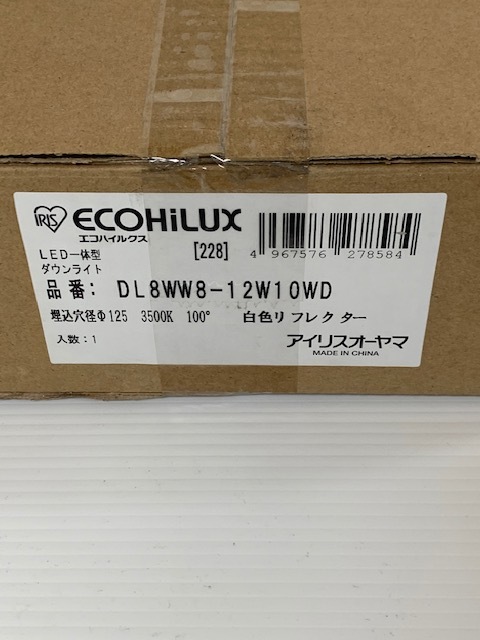 IRIS ECOHiLUX
エコハイルクス
[228]
4 967576 278584
LED一体型
ダウンライト
品番: DL8WW8-12W10WD
埋込穴径Φ125 3500K 100° 白色リフレクター
入数:1
アイリスオーヤマ
MADE IN CHINA